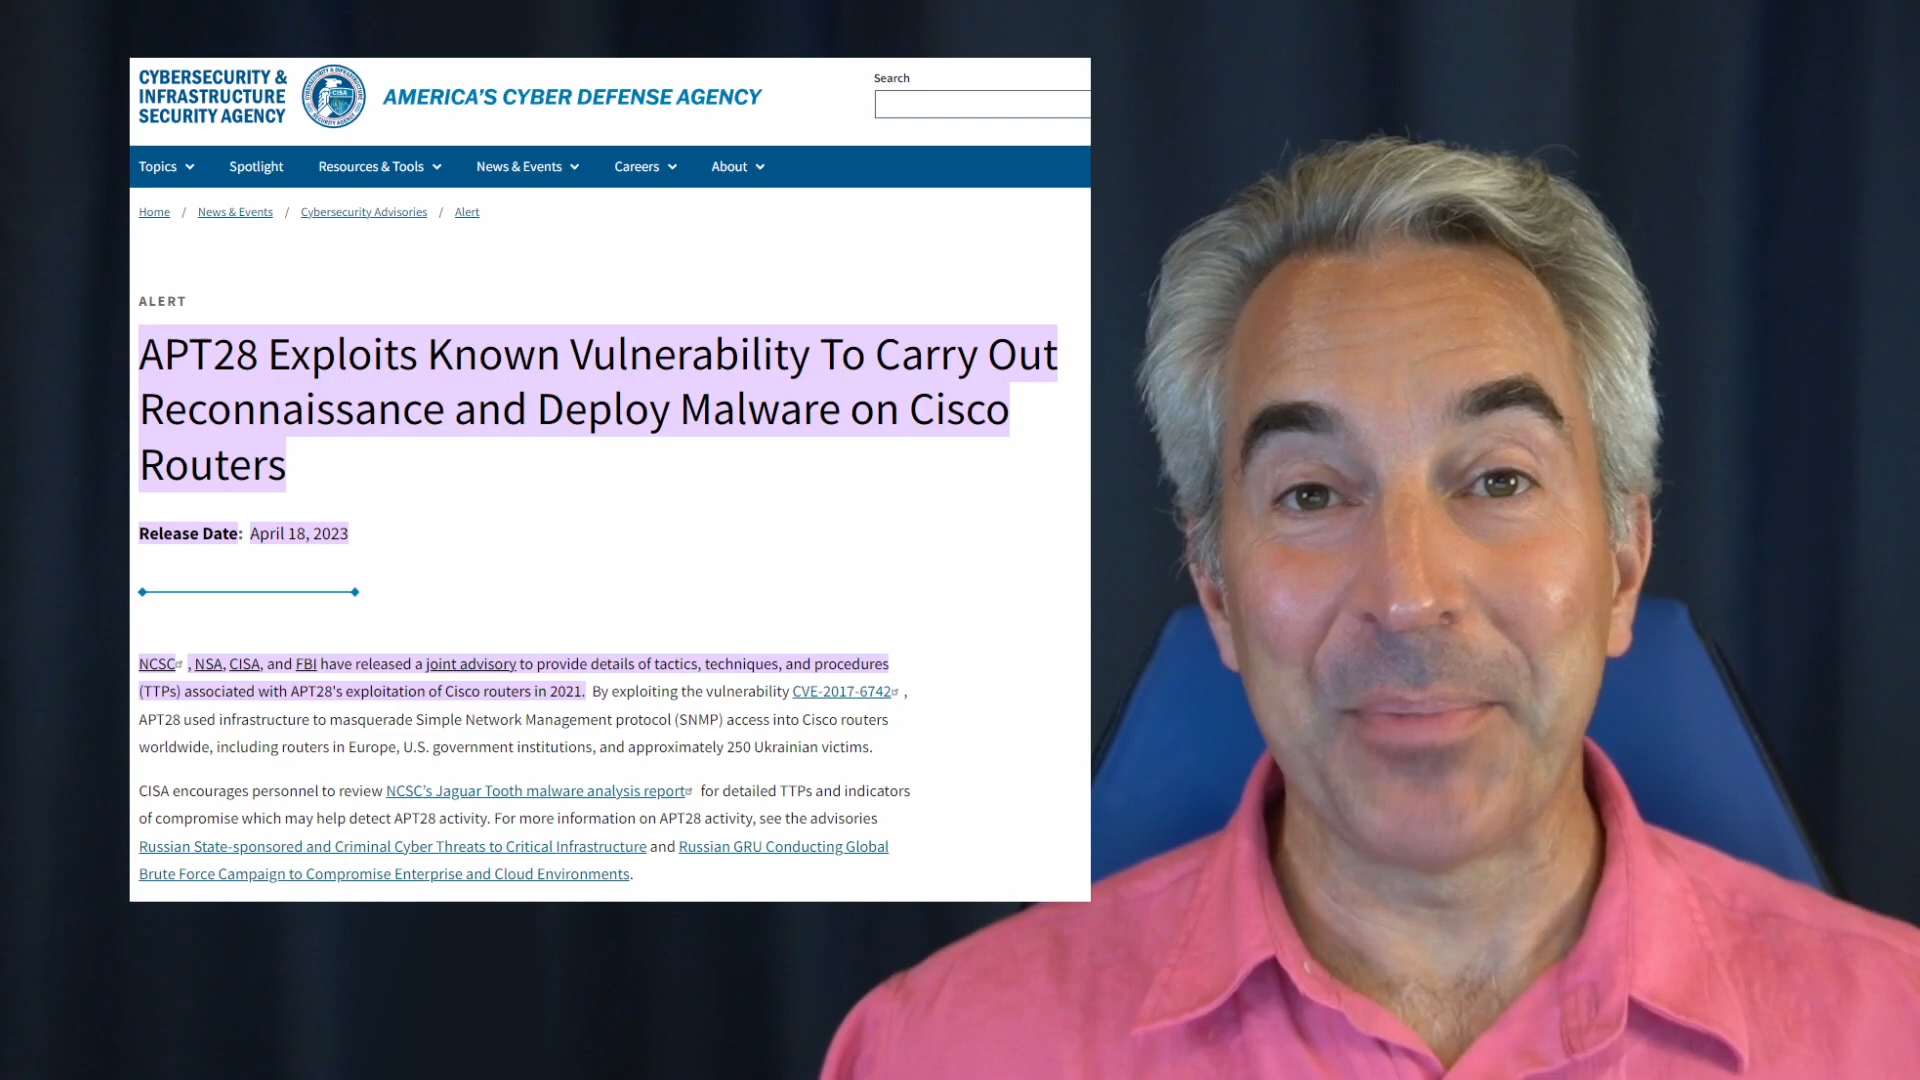 CYBERSECURITY &
INFRASTRUCTURE
SECURITY AGENCY
CISA
AMERICA'S CYBER DEFENSE AGENCY
Search
Topics Spotlight Resources & Tools News & Events Careers About
Home / News & Events / Cybersecurity Advisories / Alert
ALERT
APT28 Exploits Known Vulnerability To Carry Out
Reconnaissance and Deploy Malware on Cisco
Routers
Release Date: April 18, 2023
NCSC , NSA, CISA, and FBI have released a joint advisory to provide details of tactics, techniques, and procedures
(TTPs) associated with APT28's exploitation of Cisco routers in 2021. By exploiting the vulnerability CVE-2017-6742 ,
APT28 used infrastructure to masquerade Simple Network Management protocol (SNMP) access into Cisco routers
worldwide, including routers in Europe, U.S. government institutions, and approximately 250 Ukrainian victims.
CISA encourages personnel to review NCSC's Jaguar Tooth malware analysis report for detailed TTPs and indicators
of compromise which may help detect APT28 activity. For more information on APT28 activity, see the advisories
Russian State-sponsored and Criminal Cyber Threats to Critical Infrastructure and Russian GRU Conducting Global
Brute Force Campaign to Compromise Enterprise and Cloud Environments.